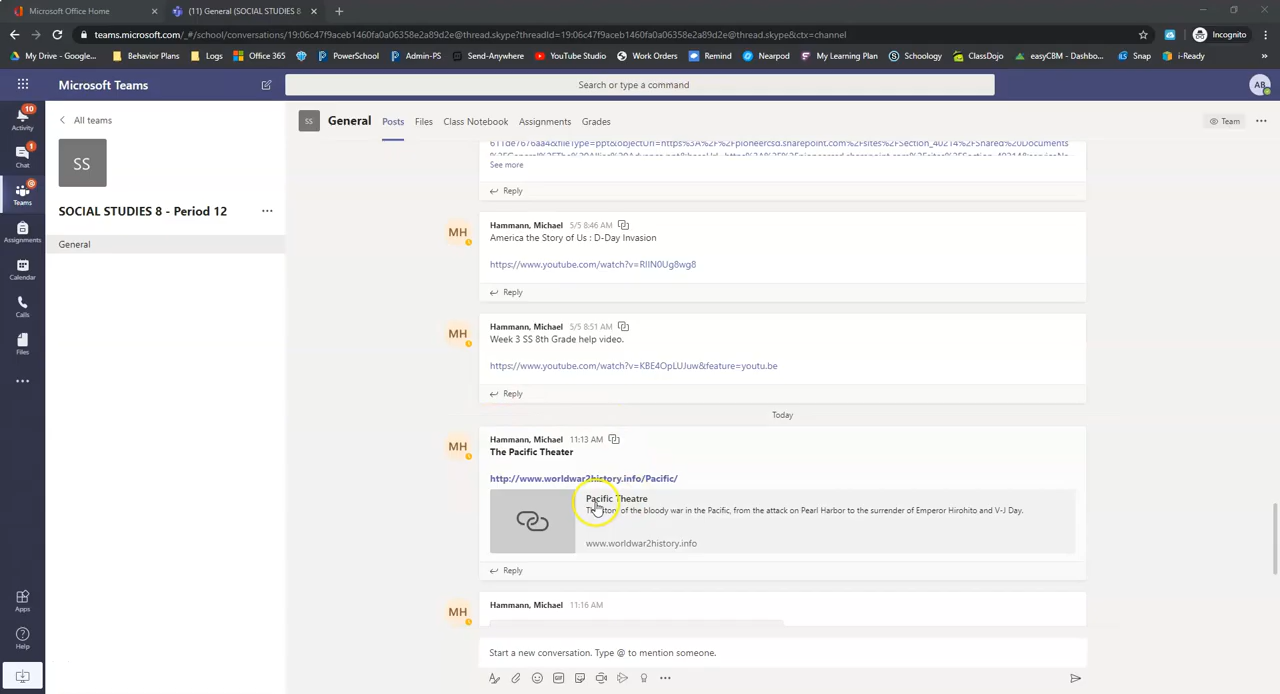 Microsoft Office Home
(11) General (SOCIAL STUDIES 8
teams.microsoft.com/_#/school/conversations/19:06c47f9aceb1460fa0a06358e2a89d2e@thread.skype?threadId=19:06c47f9aceb1460fa0a06358e2a89d2e@thread.skype&ctx=channel
Incognito
My Drive - Google...
Behavior Plans
Logs
Office 365
PowerSchool
Admin-PS
Send-Anywhere
YouTube Studio
Work Orders
Remind
Nearpod
My Learning Plan
Schoology
ClassDojo
easyCBM - Dashbo...
Snap
i-Ready
Microsoft Teams
Search or type a command
AB
10
Activity
1
Chat
Teams
Assignments
Calendar
Calls
Files
Apps
Help
All teams
SS
SOCIAL STUDIES 8 - Period 12
General
SS
General
Posts
Files
Class Notebook
Assignments
Grades
Team
See more
Reply
MH
Hammann, Michael 5/5 8:46 AM
America the Story of Us : D-Day Invasion
https://www.youtube.com/watch?v=RIIN0Ug8wg8
Reply
MH
Hammann, Michael 5/5 8:51 AM
Week 3 SS 8th Grade help video.
https://www.youtube.com/watch?v=KBE4OpLUJuw&feature=youtu.be
Reply
Today
MH
Hammann, Michael 11:13 AM
The Pacific Theater
http://www.worldwar2history.info/Pacific/
Pacific Theatre
The story of the bloody war in the Pacific, from the attack on Pearl Harbor to the surrender of Emperor Hirohito and V-J Day.
www.worldwar2history.info
Reply
MH
Hammann, Michael 11:16 AM
Start a new conversation. Type @ to mention someone.